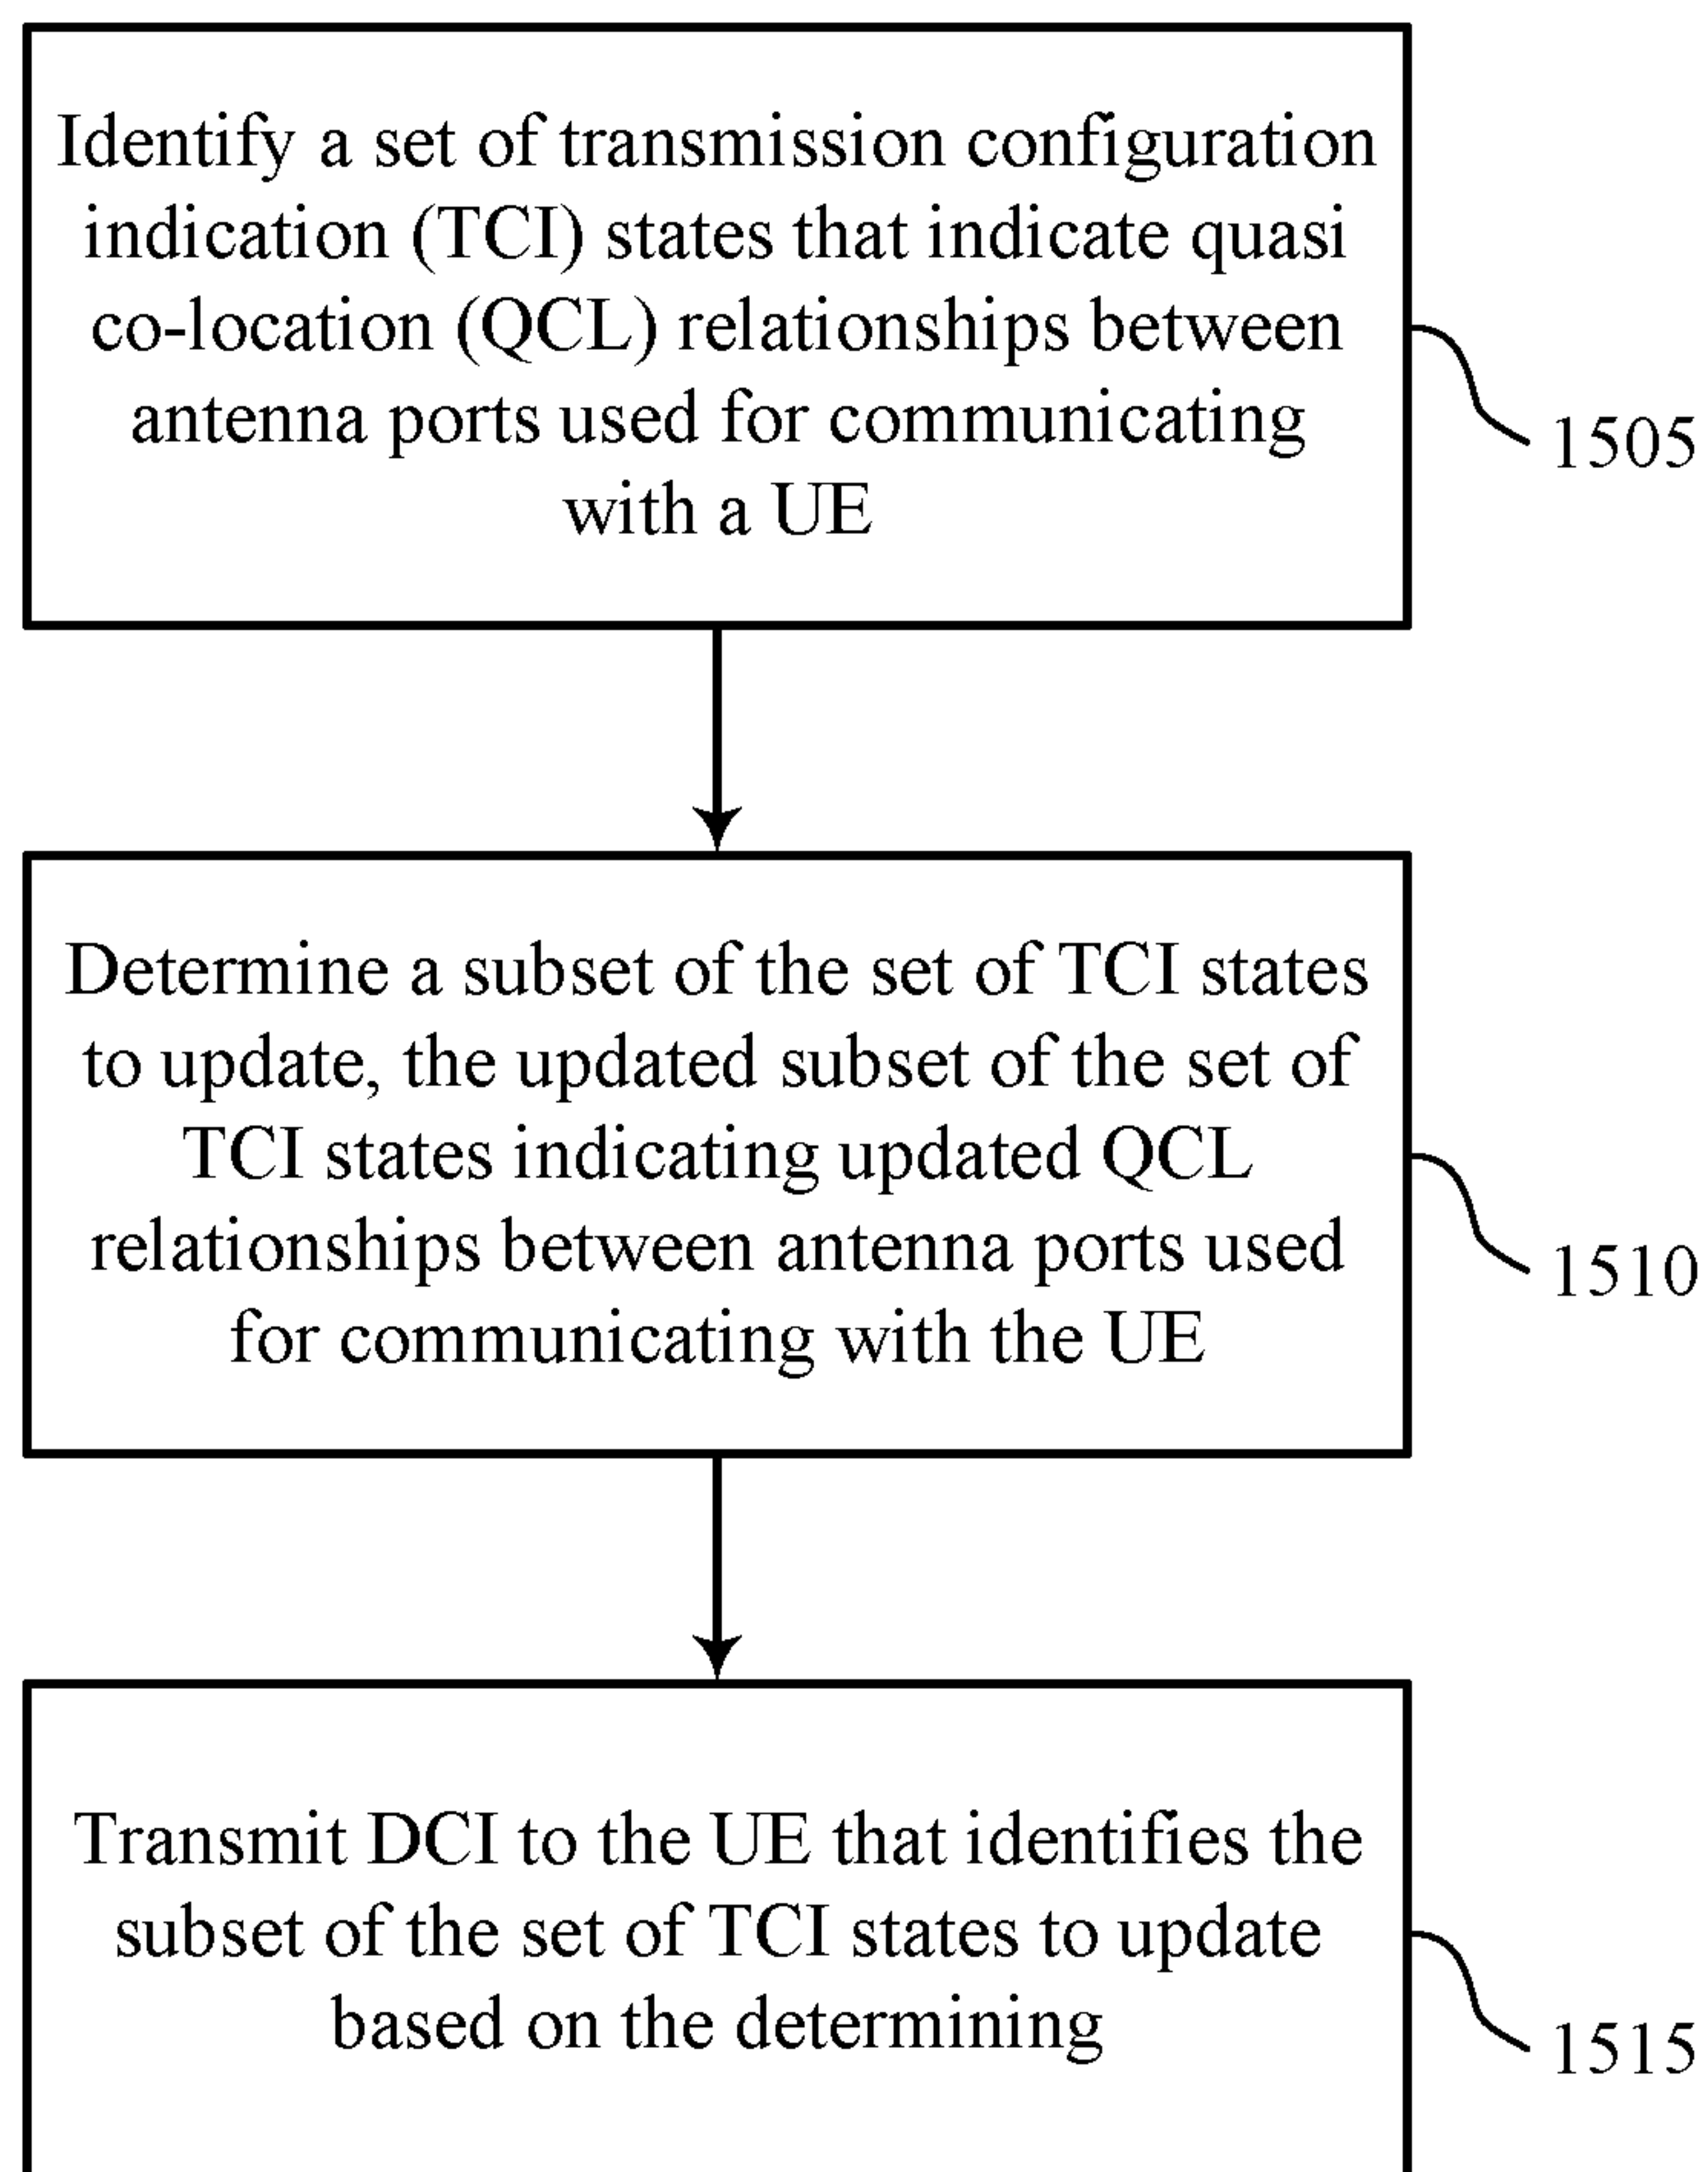 Identify a set of transmission configuration
indication (TCI) states that indicate quasi
co-location (QCL) relationships between
antenna ports used for communicating
with a UE
1505
Determine a subset of the set of TCI states
to update, the updated subset of the set of
TCI states indicating updated QCL
relationships between antenna ports used
for communicating with the UE
1510
Transmit DCI to the UE that identifies the
subset of the set of TCI states to update
based on the determining
1515